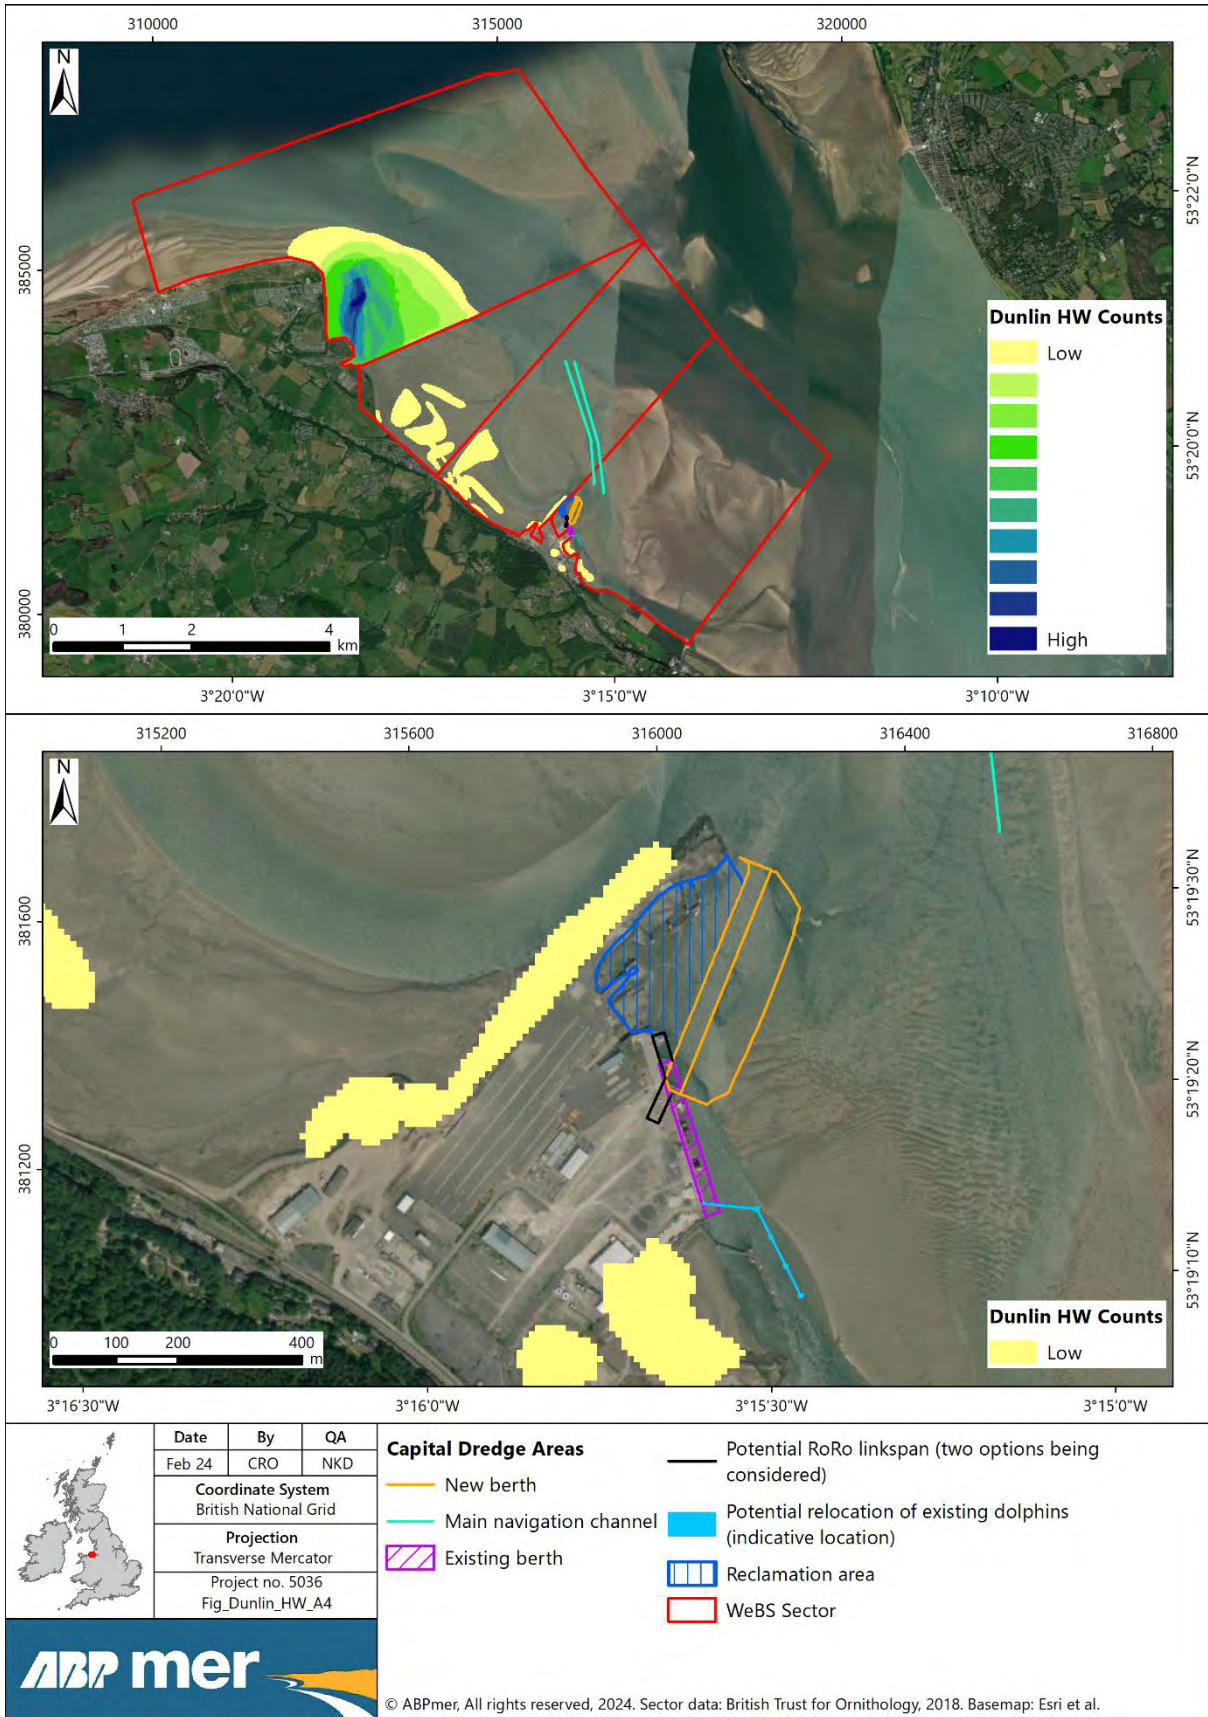 310000
315000
320000
N
385000
380000
53°22'0"N
53°20'0"N
Dunlin HW Counts
Low
High
0
1
2
4
km
3°20'0"W
3°15'0"W
3°10'0"W
315200
315600
316000
316400
316800
N
381600
381200
53°19'30"N
53°19'20"N
53°19'10"N
Dunlin HW Counts
Low
0
100
200
400
m
3°16'30"W
3°16'0"W
3°15'30"W
3°15'0"W
Date By QA
Feb 24 CRO NKD
Coordinate System
British National Grid
Projection
Transverse Mercator
Project no. 5036
Fig_Dunlin_HW_A4
ABPmer
Capital Dredge Areas
New berth
Main navigation channel
Existing berth
Potential RoRo linkspan (two options being
considered)
Potential relocation of existing dolphins
(indicative location)
Reclamation area
WeBS Sector
© ABPmer, All rights reserved, 2024. Sector data: British Trust for Ornithology, 2018. Basemap: Esri et al.